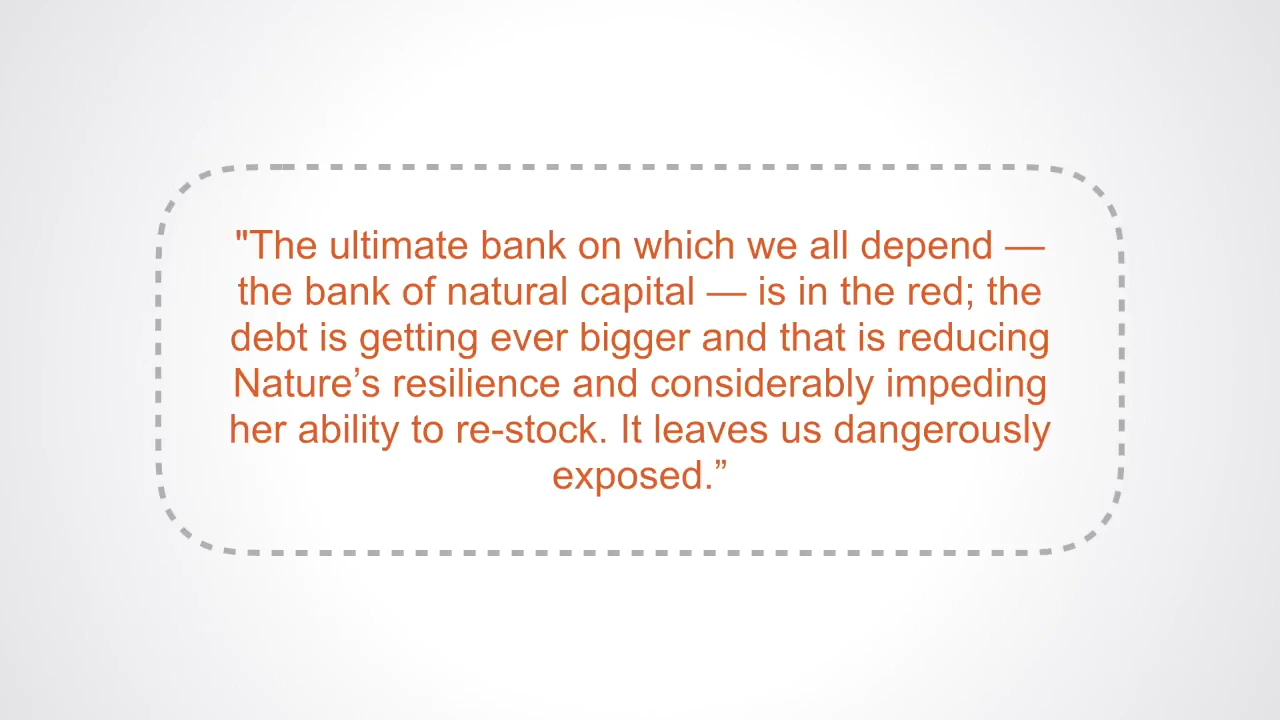 "The ultimate bank on which we all depend —
the bank of natural capital — is in the red; the
debt is getting ever bigger and that is reducing
Nature’s resilience and considerably impeding
her ability to re-stock. It leaves us dangerously
exposed.”